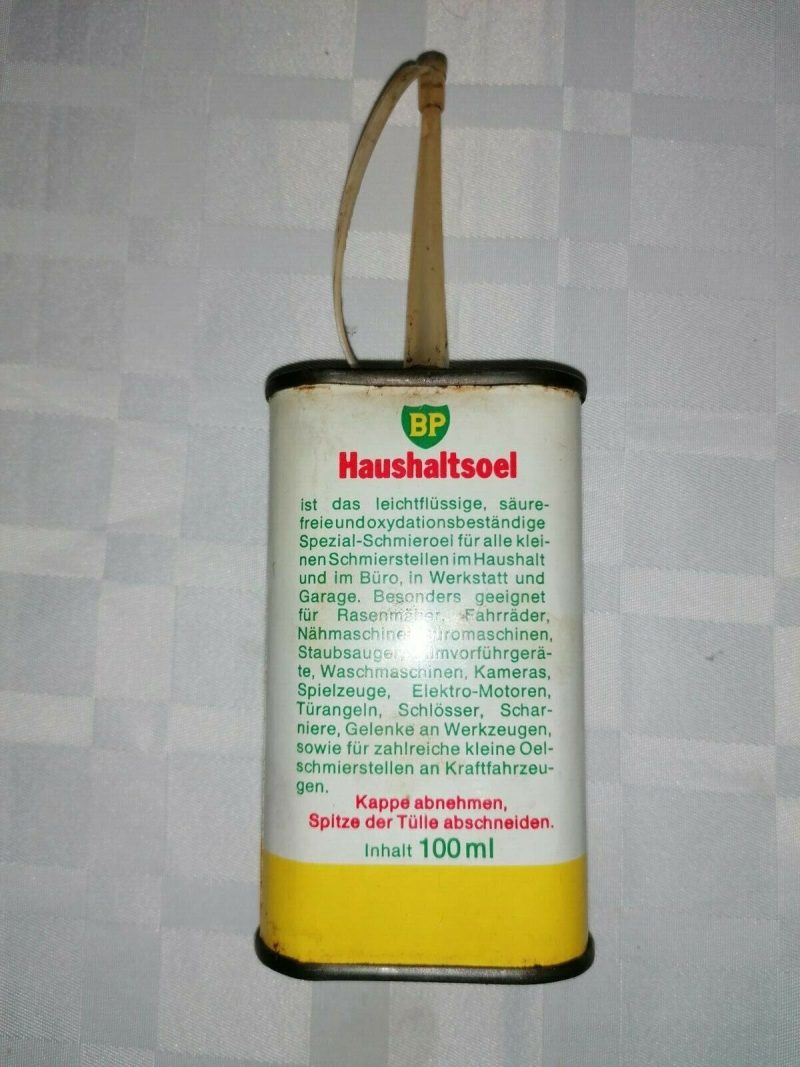 BP
Haushaltsoel
ist das leichtflüssige, säure-
freie und oxydationsbeständige
Spezial-Schmieroel für alle klei-
nen Schmierstellen im Haushalt
und im Büro, in Werkstatt und
Garage. Besonders geeignet
für Rasenmäher, Fahrräder,
Nähmaschinen, Büromaschinen,
Staubsauger, Filmvorführgerä-
te, Waschmaschinen, Kameras,
Spielzeuge, Elektro-Motoren,
Türangeln, Schlösser, Schar-
niere, Gelenke an Werkzeugen,
sowie für zahlreiche kleine Oel-
schmierstellen an Kraftfahrzeu-
gen.
Kappe abnehmen,
Spitze der Tülle abschneiden.
Inhalt 100 ml